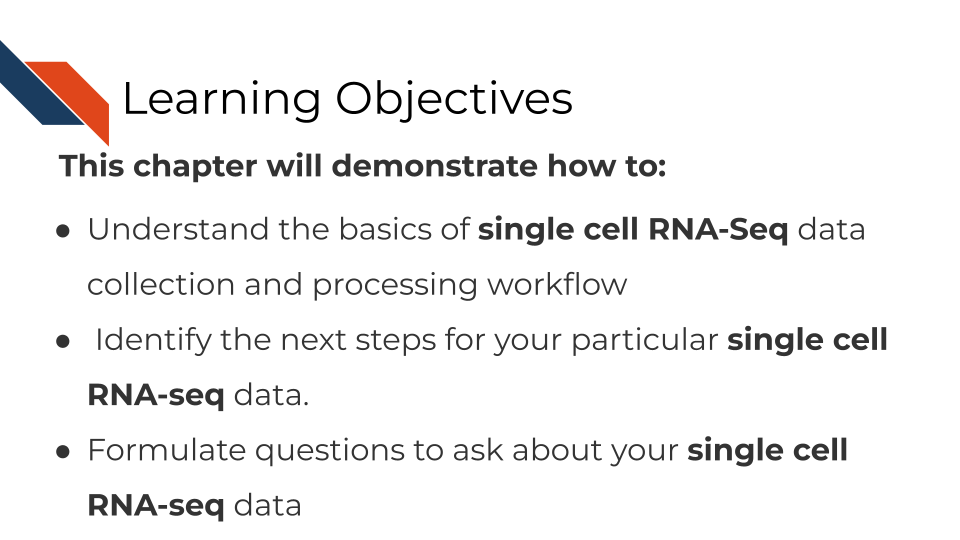 Learning Objectives
This chapter will demonstrate how to:
● Understand the basics of single cell RNA-Seq data
collection and processing workflow
● Identify the next steps for your particular single cell
RNA-seq data.
● Formulate questions to ask about your single cell
RNA-seq data